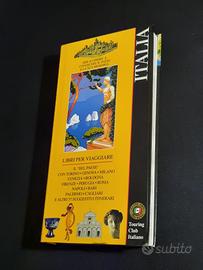 LIBRI PER VIAGGIARE
IL "BEL PAESE"
CON TORINO • GENOVA • MILANO
VENEZIA • BOLOGNA
FIRENZE • PERUGIA • ROMA
NAPOLI • BARI
PALERMO • CAGLIARI
E ALTRI 37 SUGGESTIVI ITINERARI
ITALIA
Touring
Club
Italiano
subito